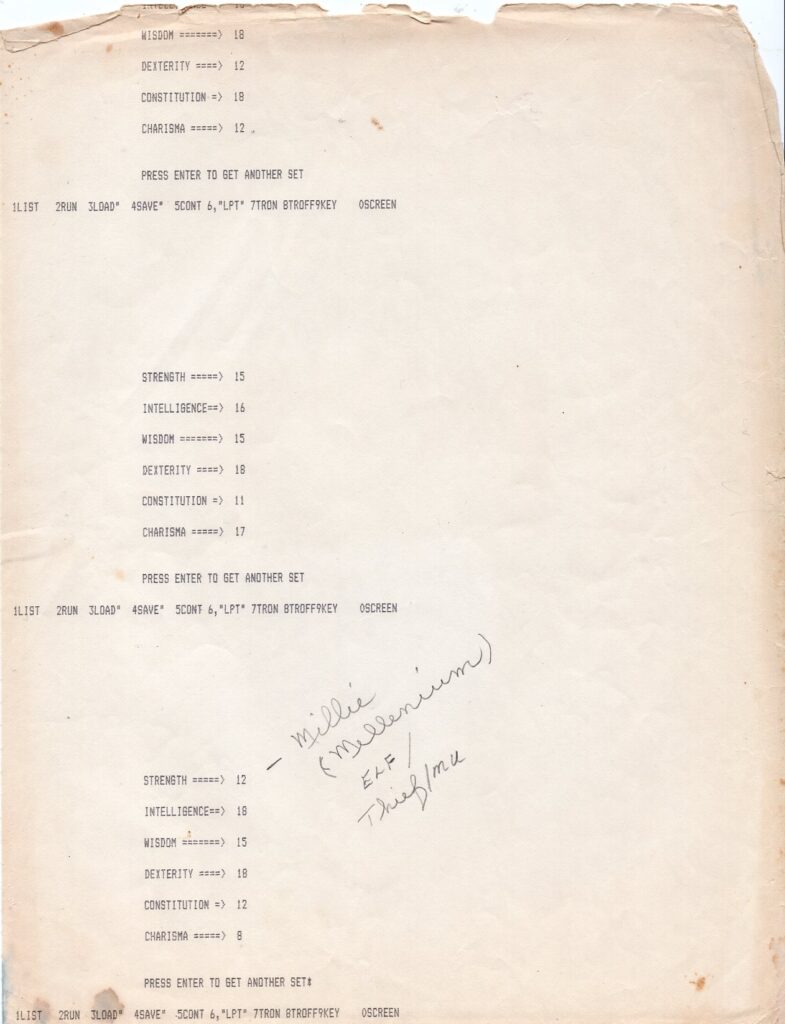 INTELLIGENCE==> 16
WISDOM =======> 18
DEXTERITY ====> 12
CONSTITUTION => 18
CHARISMA =====> 12
PRESS ENTER TO GET ANOTHER SET
1LIST 2RUN 3LOAD" 4SAVE" 5CONT 6,"LPT" 7TRON 8TROFF9KEY 0SCREEN
STRENGTH =====> 15
INTELLIGENCE==> 16
WISDOM =======> 15
DEXTERITY ====> 18
CONSTITUTION => 11
CHARISMA =====> 17
PRESS ENTER TO GET ANOTHER SET
1LIST 2RUN 3LOAD" 4SAVE" 5CONT 6,"LPT" 7TRON 8TROFF9KEY 0SCREEN
- Millie
(Mellenium)
ELF/
Thief/MU
STRENGTH =====> 12
INTELLIGENCE==> 18
WISDOM =======> 15
DEXTERITY ====> 18
CONSTITUTION => 12
CHARISMA =====> 8
PRESS ENTER TO GET ANOTHER SET*
1LIST 2RUN 3LOAD" 4SAVE" 5CONT 6,"LPT" 7TRON 8TROFF9KEY 0SCREEN